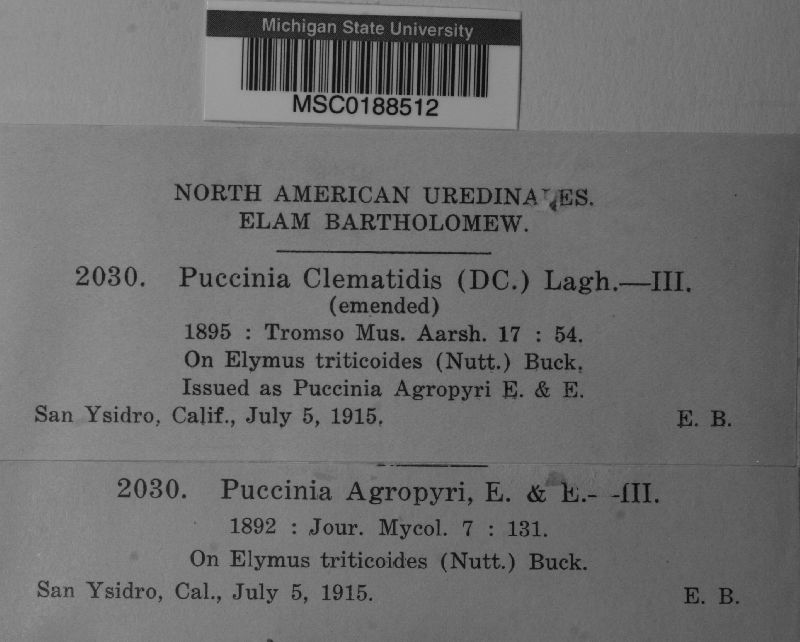 Michigan State University
MSC0188512
NORTH AMERICAN UREDINALES.
ELAM BARTHOLOMEW.
2030. Puccinia Clematidis (DC.) Lagh.—III.
(emended)
1895 : Tromso Mus. Aarsh. 17 : 54.
On Elymus triticoides (Nutt.) Buck.
Issued as Puccinia Agropyri E. & E.
San Ysidro, Calif., July 5, 1915. E. B.
2030. Puccinia Agropyri, E. & E.--III.
1892 : Jour. Mycol. 7 : 131.
On Elymus triticoides (Nutt.) Buck.
San Ysidro, Cal., July 5, 1915. E. B.